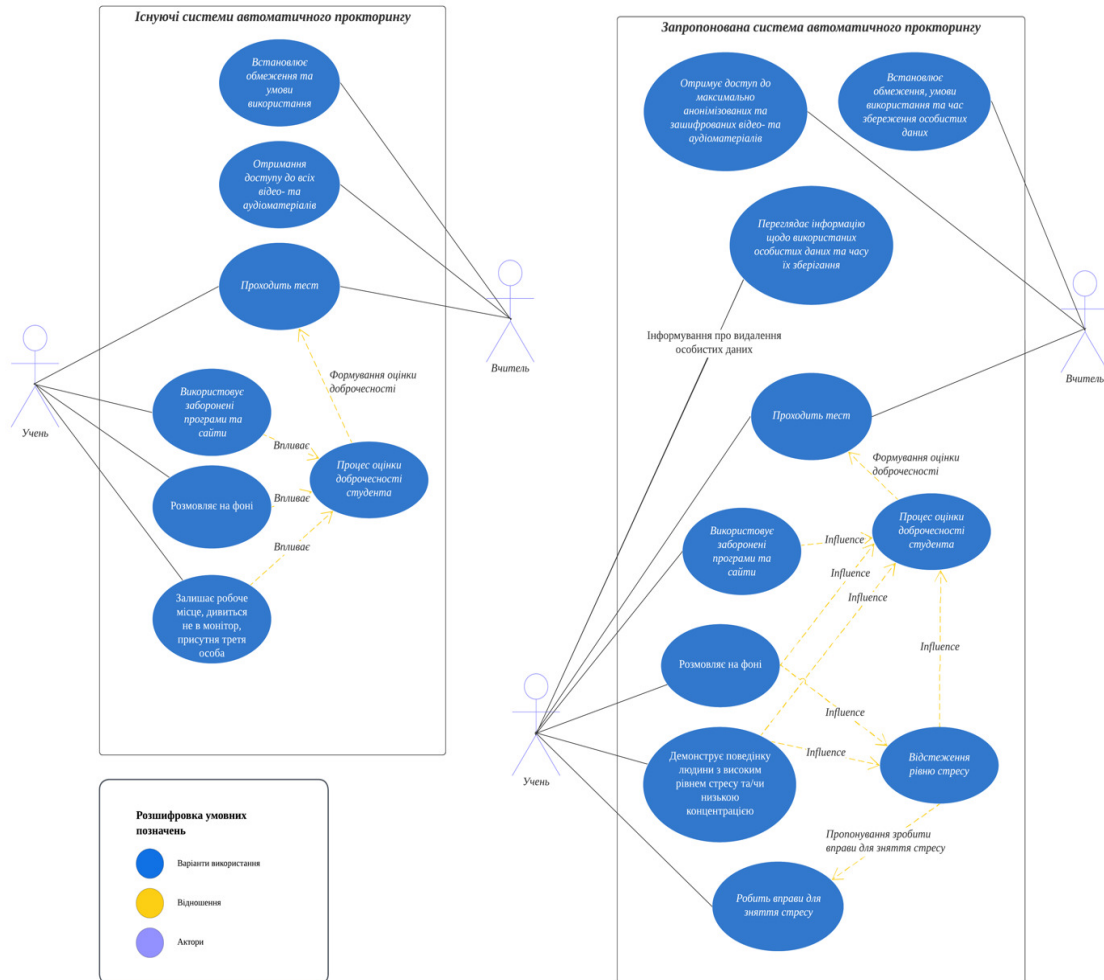 Існуючі системи автоматичного прокторингу
Встановлює
обмеження та
умови
використання
Отримання
доступу до всіх
відео- та
аудіоматеріалів
Проходить тест
Вчитель
Учень
Формування оцінки
доброчесності
Використовує
заборонені
програми та
сайти
Впливає
Процес оцінки
доброчесності
студента
Розмовляє на фоні
Впливає
Впливає
Залишає робоче
місце, дивиться
не в монітор,
присутня третя
особа
Розшифровка умовних
позначень
Варіанти використання
Відношення
Актори
Запропонована система автоматичного прокторингу
Отримує доступ до
максимально
анонімізованих та
зашифрованих відео- та
аудіоматеріалів
Встановлює
обмеження, умови
використання та час
збереження особистих
даних
Переглядає інформацію
щодо використаних
особистих даних та часу
їх зберігання
Інформування про видалення
особистих даних
Вчитель
Проходить тест
Формування оцінки
доброчесності
Використовує
заборонені
програми та
сайти
Influence
Процес оцінки
доброчесності
студента
Influence
Influence
Розмовляє на фоні
Influence
Influence
Учень
Демонструє поведінку
людини з високим
рівнем стресу та/чи
низькою
концентрацією
Influence
Відстеження
рівню стресу
Пропонування зробити
вправи для зняття стресу
Робить вправи для
зняття стресу